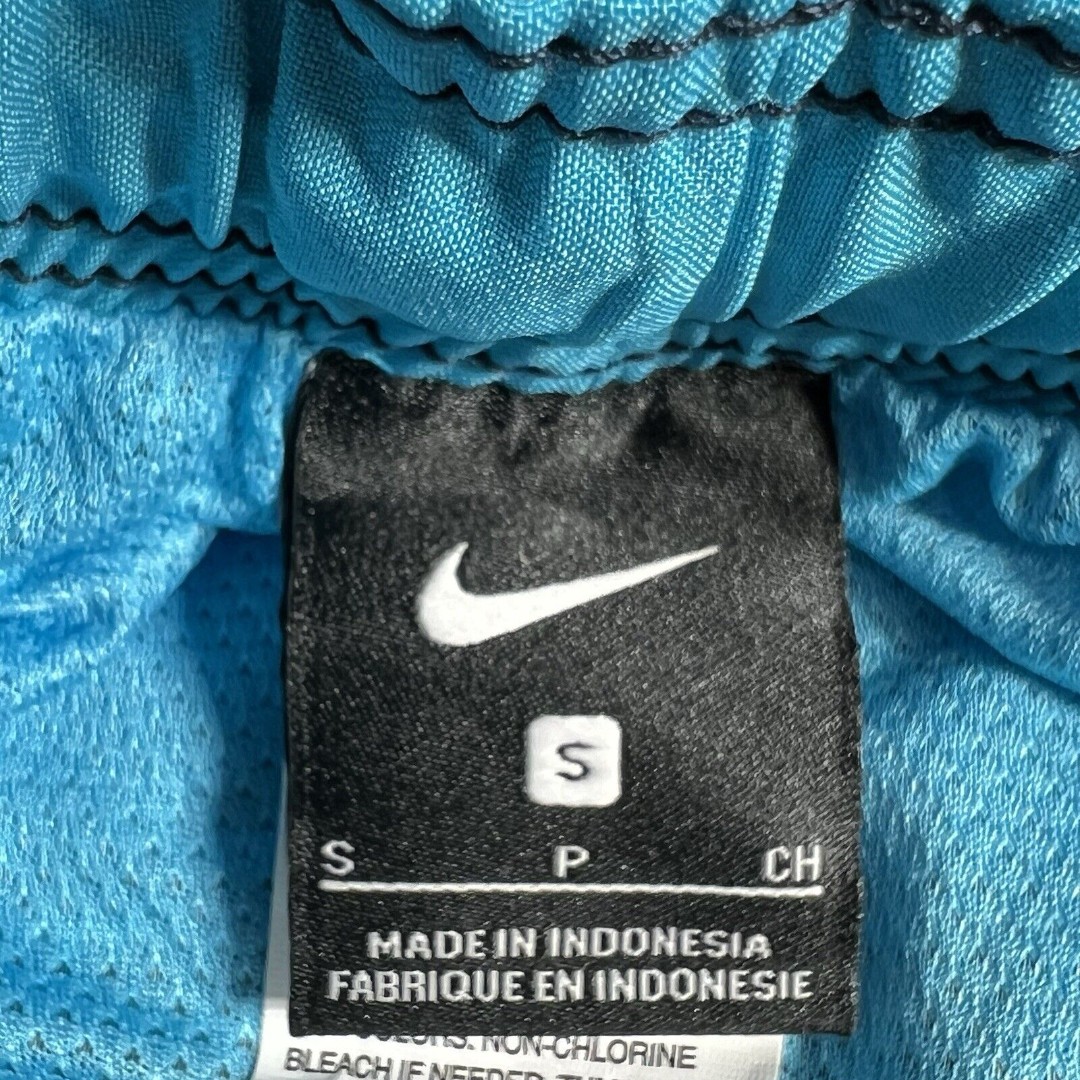 S
S P CH
MADE IN INDONESIA
FABRIQUE EN INDONESIE
NON-CHLORINE
BLEACH IF NEEDED